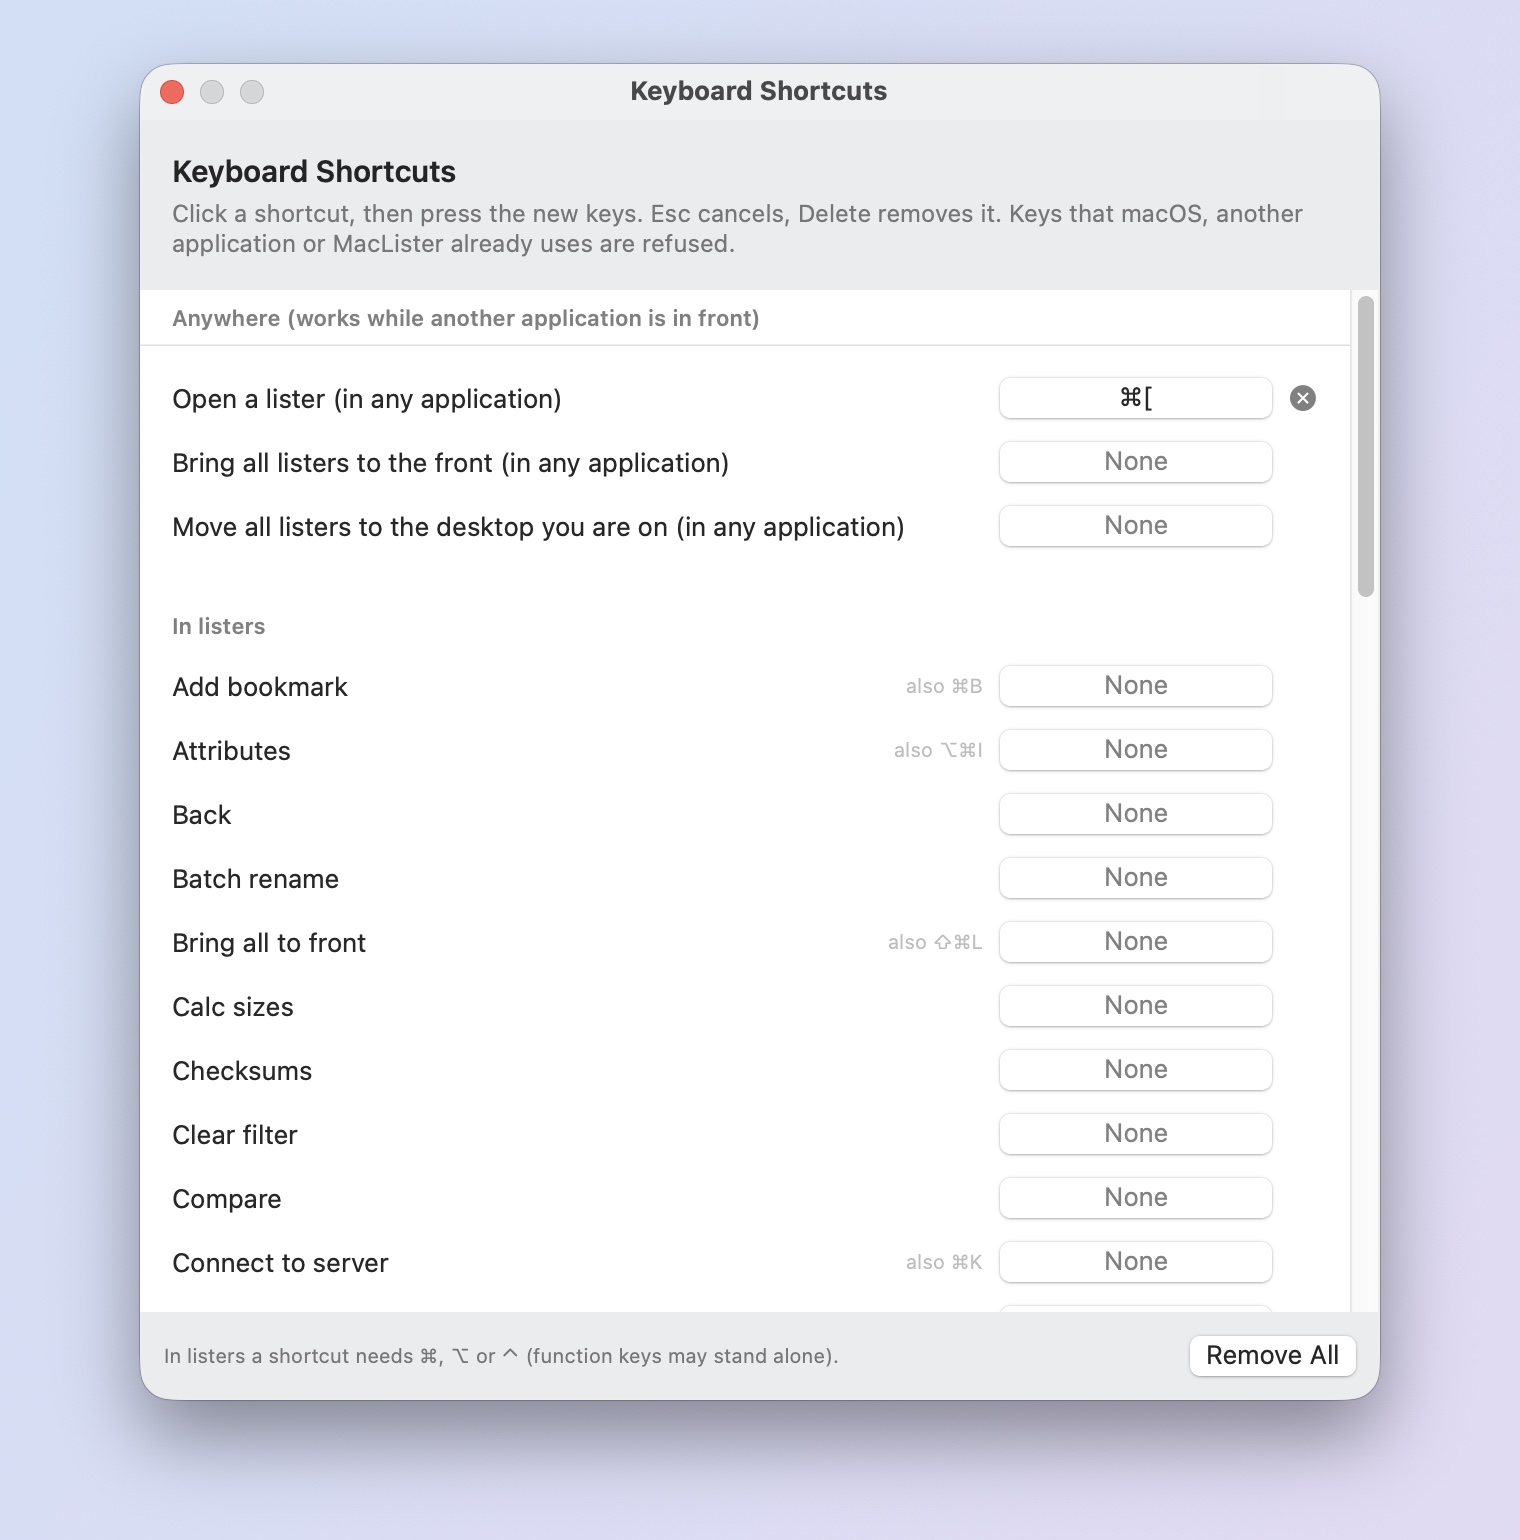 Keyboard Shortcuts
Keyboard Shortcuts
Click a shortcut, then press the new keys. Esc cancels, Delete removes it. Keys that macOS, another
application or MacLister already uses are refused.
Anywhere (works while another application is in front)
Open a lister (in any application) ⌘[
Bring all listers to the front (in any application) None
Move all listers to the desktop you are on (in any application) None
In listers
Add bookmark also ⌘B None
Attributes also ⌥⌘I None
Back None
Batch rename None
Bring all to front also ⇧⌘L None
Calc sizes None
Checksums None
Clear filter None
Compare None
Connect to server also ⌘K None
In listers a shortcut needs ⌘, ⌥ or ^ (function keys may stand alone). Remove All